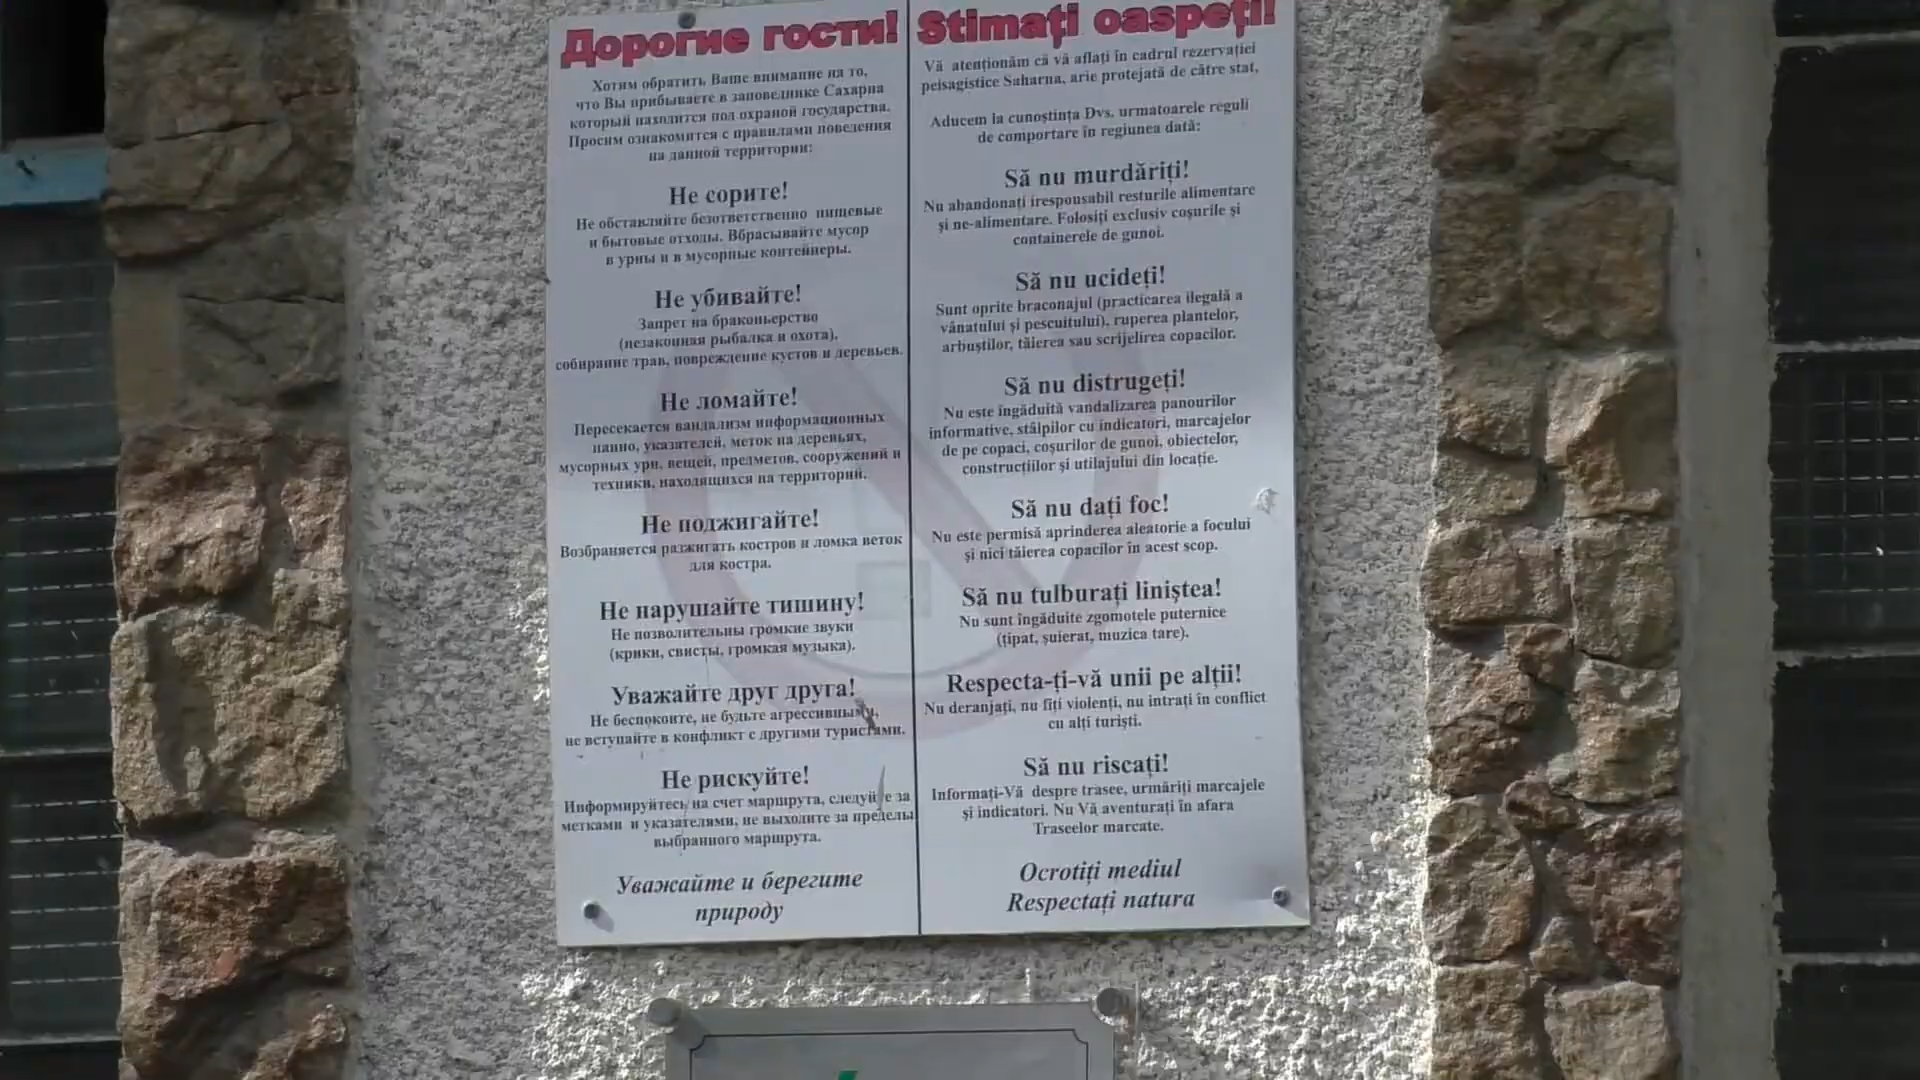 Дорогие гости!
Хотим обратить Ваше внимание на то,
что Вы прибываете в заповеднике Сахарна
который находится под охраной государства.
Просим ознакомится с правилами поведения
на данной территории:
Не сорите!
Не обставляйте безответственно пищевые
и бытовые отходы. Вбрасывайте мусор
в урны и в мусорные контейнеры.
Не убивайте!
Запрет на браконьерство
(незаконная рыбалка и охота),
собирание трав, повреждение кустов и деревьев.
Не ломайте!
Пересекается вандализм информационных
панно, указателей, меток на деревьях,
мусорных урн, вещей, предметов, сооружений и
техники, находящихся на территории.
Не поджигайте!
Возбраняется разжигать костров и ломка веток
для костра.
Не нарушайте тишину!
Не позволительны громкие звуки
(крики, свисты, громкая музыка).
Уважайте друг друга!
Не беспокоите, не будьте агрессивными,
не вступайте в конфликт с другими туристами.
Не рискуйте!
Информируйтесь на счет маршрута, следуйте за
метками и указателями, не выходите за пределы
выбранного маршрута.
Уважайте и берегите
природу
Stimați oaspeți!
Vă atenționăm că vă aflați în cadrul rezervației
peisagistice Saharna, arie protejată de către stat,
Aducem la cunoștința Dvs. urmatoarele reguli
de comportare în regiunea dată:
Să nu murdăriți!
Nu abandonați iresponsabil resturile alimentare
și ne-alimentare. Folosiți exclusiv coșurile și
containerele de gunoi.
Să nu ucideți!
Sunt oprite braconajul (practicarea ilegală a
vânatului și pescuitului), ruperea plantelor,
arbuștilor, tăierea sau scrijelirea copacilor.
Să nu distrugeți!
Nu este îngăduită vandalizarea panourilor
informative, stâlpilor cu indicatori, marcajelor
de pe copaci, coșurilor de gunoi, obiectelor,
construcțiilor și utilajului din locație.
Să nu dați foc!
Nu este permisă aprinderea aleatorie a focului
și nici tăierea copacilor în acest scop.
Să nu tulburați liniștea!
Nu sunt îngăduite zgomotele puternice
(țipat, șuierat, muzica tare).
Respecta-ți-vă unii pe alții!
Nu deranjați, nu fiți violenți, nu intrați în conflict
cu alți turiști.
Să nu riscați!
Informați-Vă despre trasee, urmăriți marcajele
și indicatori. Nu Vă aventurați în afara
Traseelor marcate.
Ocrotiți mediul
Respectați natura